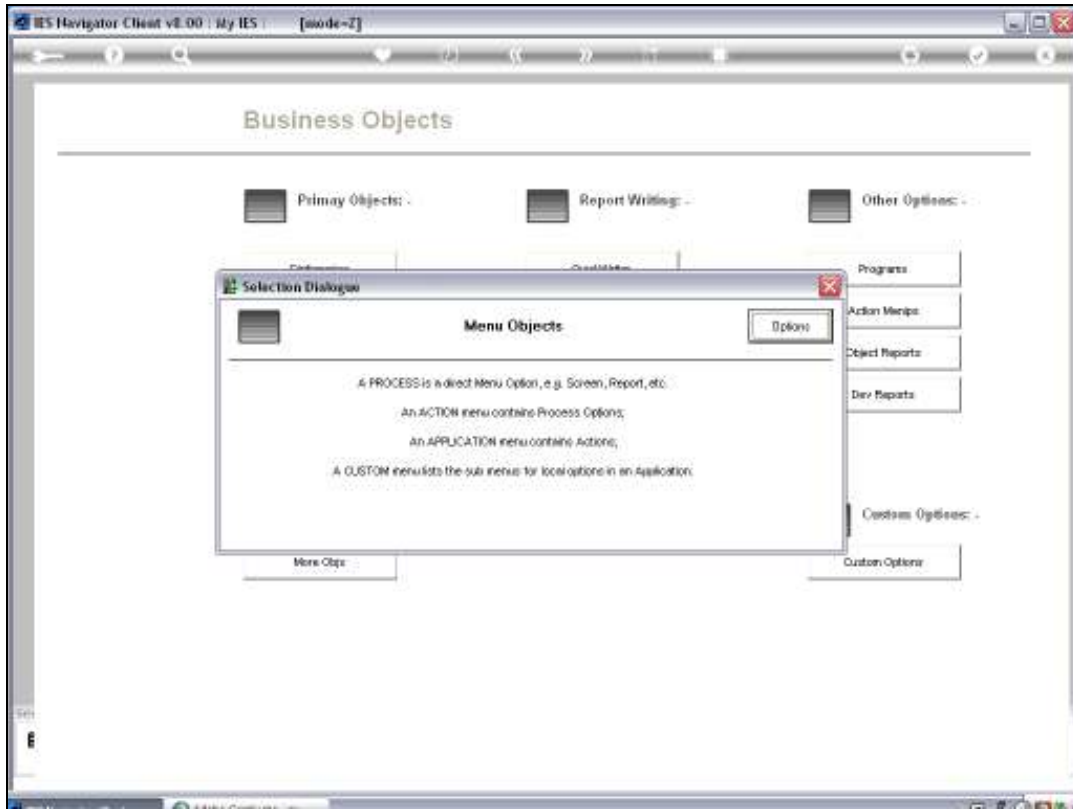 IES Navigator Client v8.00 : My IES : [mode=Z]
Business Objects
Primay Objects: -
Report Writing: -
Other Options: -
Programs
Selection Dialogue
Menu Objects
Options
Action Menips
Object Reports
A PROCESS is a direct Menu Option, e.g. Screen, Report, etc.
Dev Reports
An ACTION menu contains Process Options;
An APPLICATION menu contains Actions;
A CUSTOM menu lists the sub menus for local options in an Application.
Custom Options: -
More Objs
Custom Options